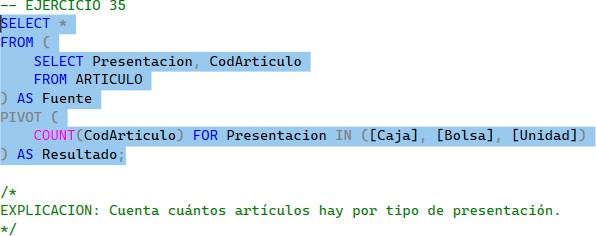 -- EJERCICIO 35
SELECT *
FROM (
    SELECT Presentacion, CodArticulo
    FROM ARTICULO
) AS Fuente
PIVOT (
    COUNT(CodArticulo) FOR Presentacion IN ([Caja], [Bolsa], [Unidad])
) AS Resultado;

/*
EXPLICACION: Cuenta cuántos artículos hay por tipo de presentación.
*/